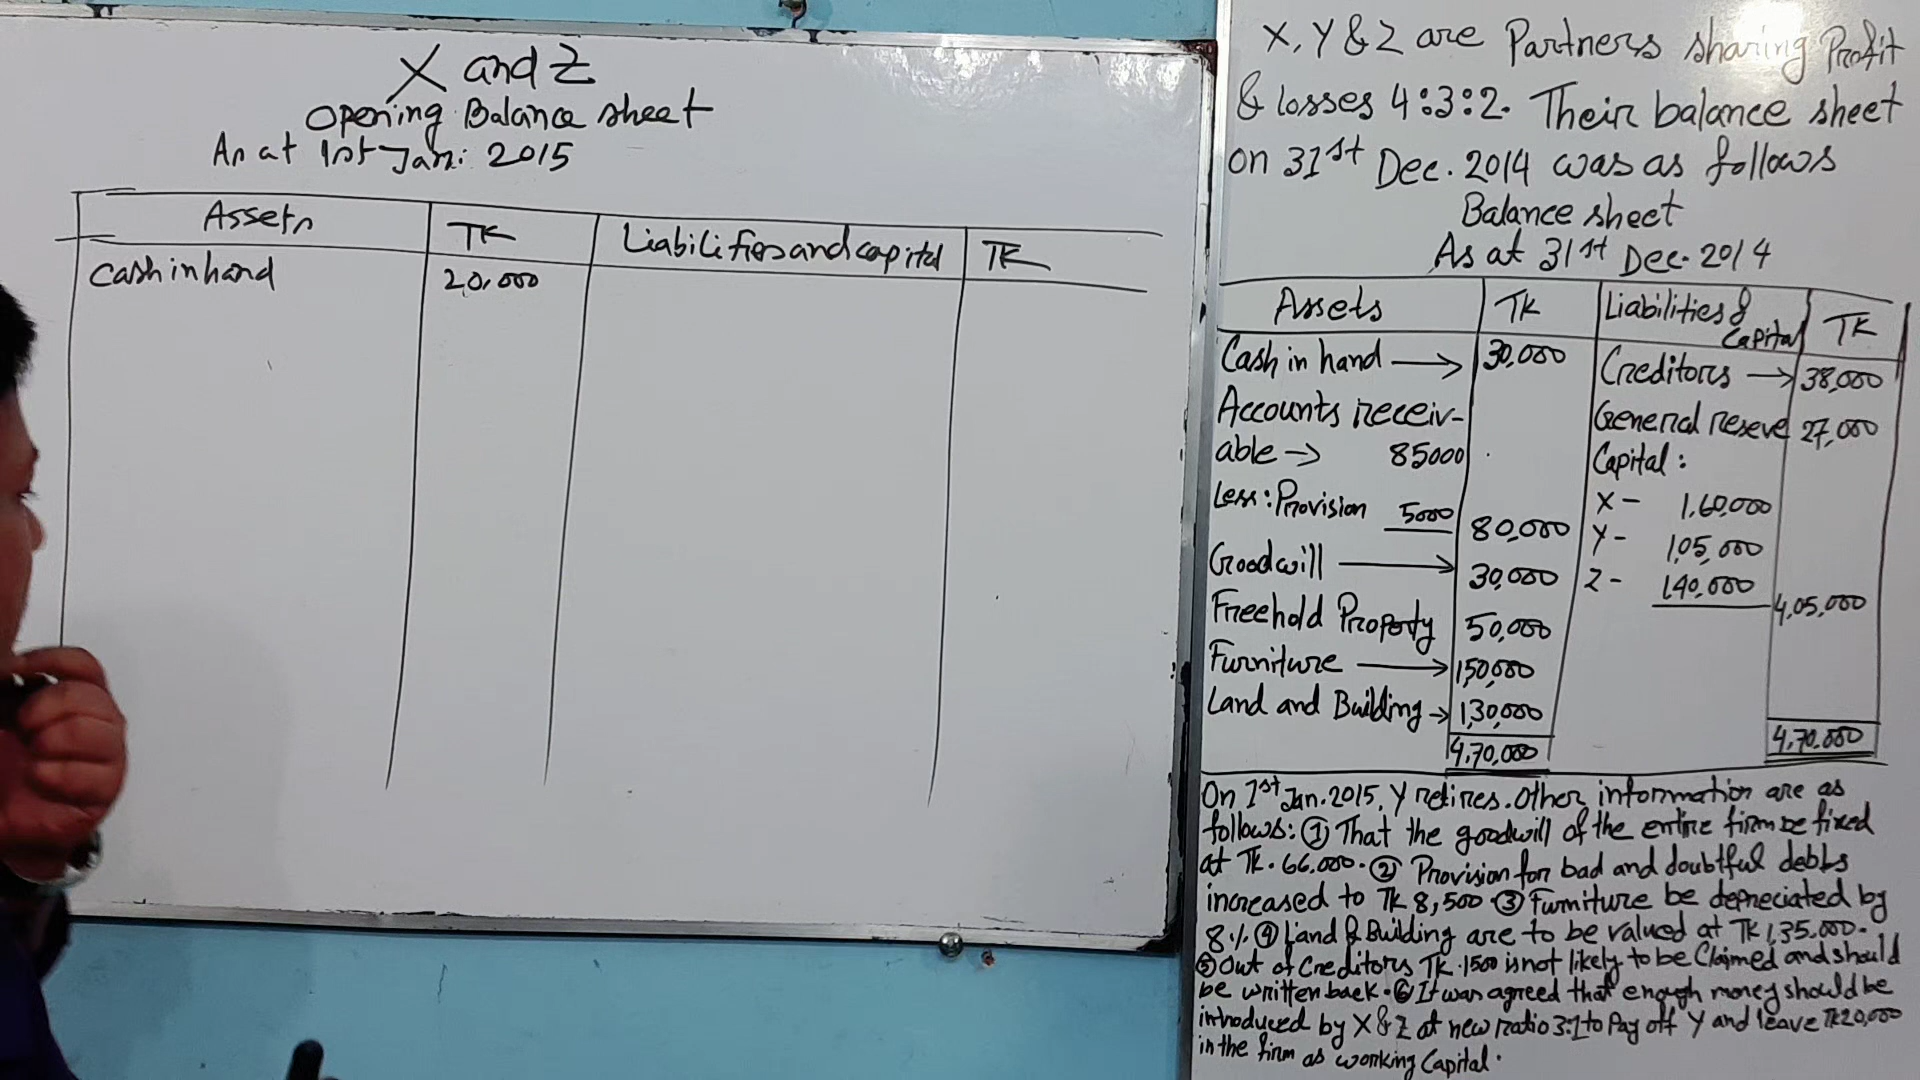 X and Z
Opening Balance sheet
As at 1st Jan: 2015
Assets TK Liabilities and capital TK
cash in hand 20,000
X, Y & Z are Partners sharing Profit
& losses 4:3:2. Their balance sheet
on 31st Dec. 2014 was as follows
Balance sheet
As at 31st Dec. 2014
Assets TK Liabilities & Capital TK
Cash in hand → 30,000 Creditors → 38,000
Accounts receiv- General reseve 27,000
able → 85000 Capital:
Less: Provision 5000 80,000 X - 1,60,000
Y - 1,05,000
Goodwill → 30,000 Z - 1,40,000 4,05,000
Freehold Property 50,000
Furniture → 1,50,000
Land and Building → 1,30,000
4,70,000 4,70,000
On 1st Jan. 2015, Y retires. Other information are as
follows: ① That the goodwill of the entire firm be fixed
at TK. 66,000. ② Provision for bad and doubtful debts
increased to TK 8,500 ③ Furniture be depreciated by
8%. ④ Land & Building are to be valued at TK 1,35,000.
⑤ Out of Creditors TK. 1500 is not likely to be Claimed and should
be written back. ⑥ It was agreed that enough money should be
introduced by X & Z at new ratio 3:1 to Pay off Y and leave TK 20,000
in the firm as working Capital.